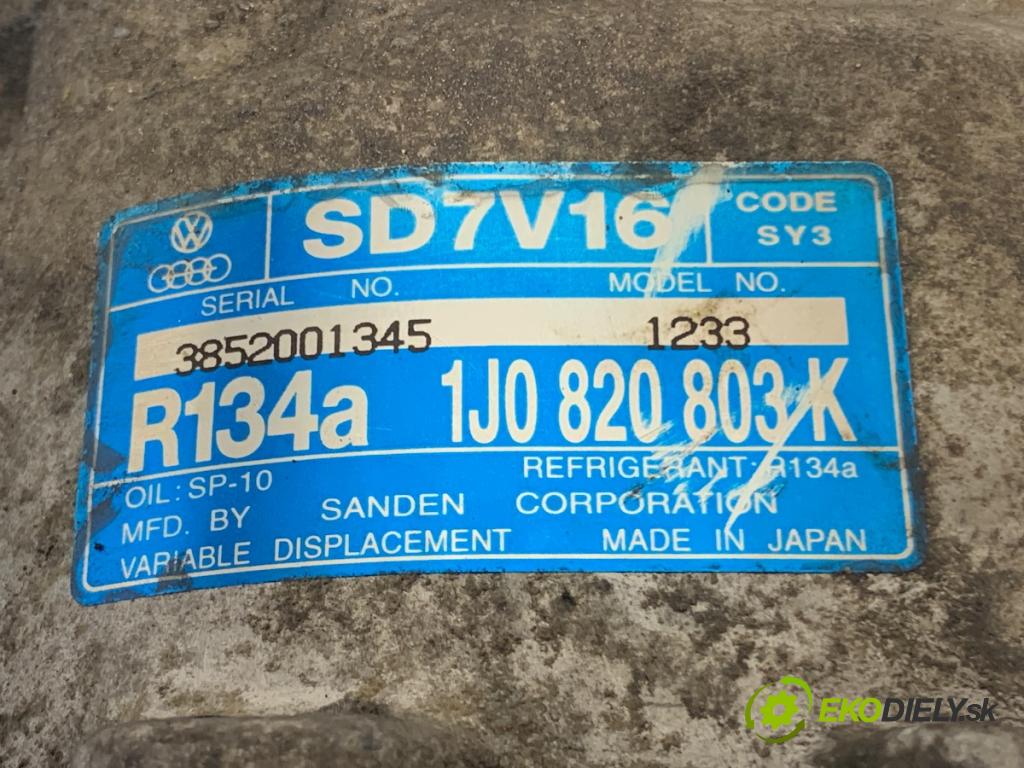 SD7V16
CODE
SY3
SERIAL NO. MODEL NO.
3852001345 1233
R134a 1J0 820 803 K
OIL: SP-10 REFRIGERANT: R134a
MFD. BY SANDEN CORPORATION
VARIABLE DISPLACEMENT MADE IN JAPAN
EKODIELY.sk